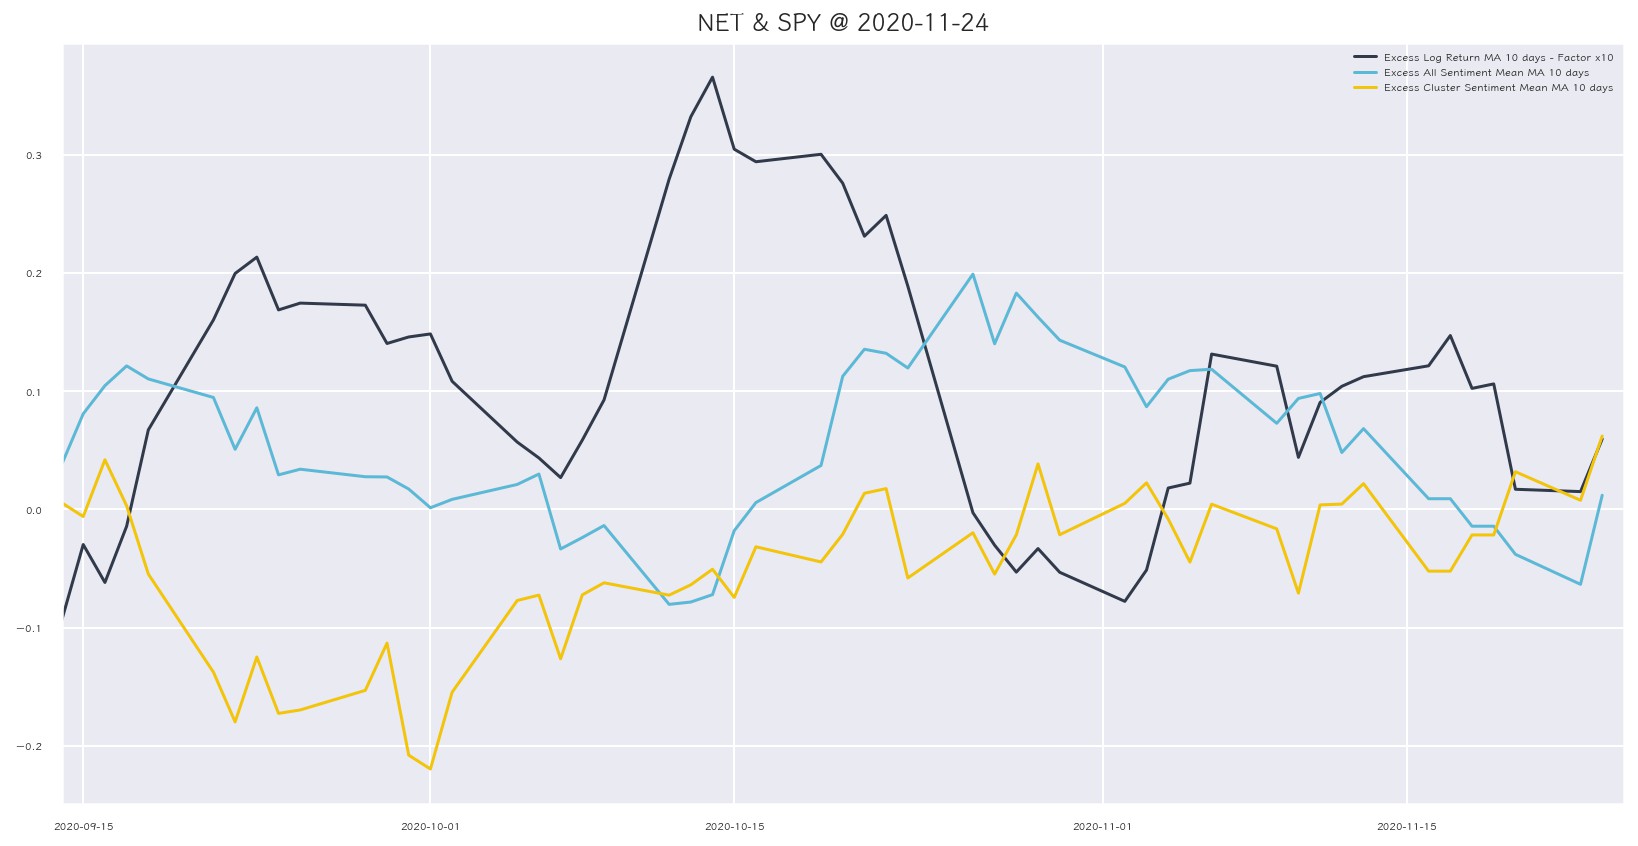 NET & SPY @ 2020-11-24
Excess Log Return MA 10 days - Factor x10
Excess All Sentiment Mean MA 10 days
Excess Cluster Sentiment Mean MA 10 days
0.3
0.2
0.1
0.0
−0.1
−0.2
2020-09-15 2020-10-01 2020-10-15 2020-11-01 2020-11-15